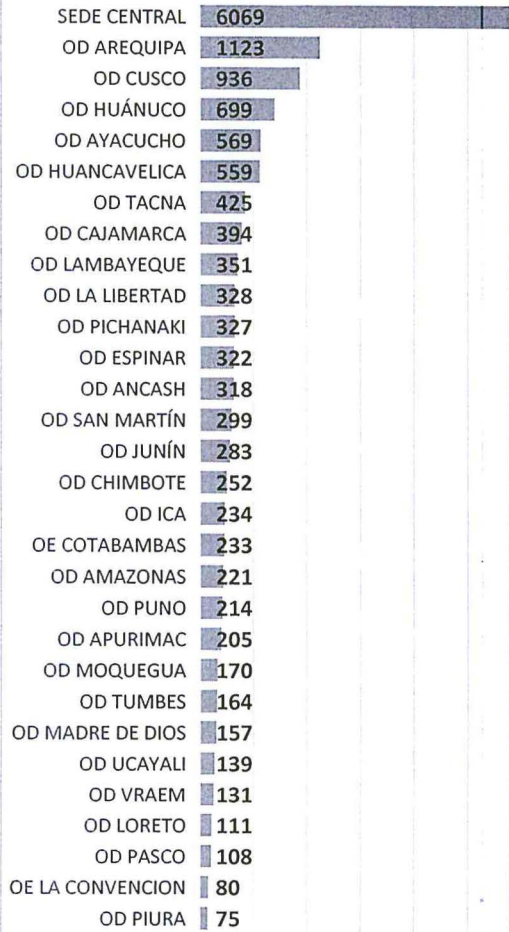 SEDE CENTRAL 6069
OD AREQUIPA 1123
OD CUSCO 936
OD HUÁNUCO 699
OD AYACUCHO 569
OD HUANCAVELICA 559
OD TACNA 425
OD CAJAMARCA 394
OD LAMBAYEQUE 351
OD LA LIBERTAD 328
OD PICHANAKI 327
OD ESPINAR 322
OD ANCASH 318
OD SAN MARTÍN 299
OD JUNÍN 283
OD CHIMBOTE 252
OD ICA 234
OE COTABAMBAS 233
OD AMAZONAS 221
OD PUNO 214
OD APURIMAC 205
OD MOQUEGUA 170
OD TUMBES 164
OD MADRE DE DIOS 157
OD UCAYALI 139
OD VRAEM 131
OD LORETO 111
OD PASCO 108
OE LA CONVENCION 80
OD PIURA 75